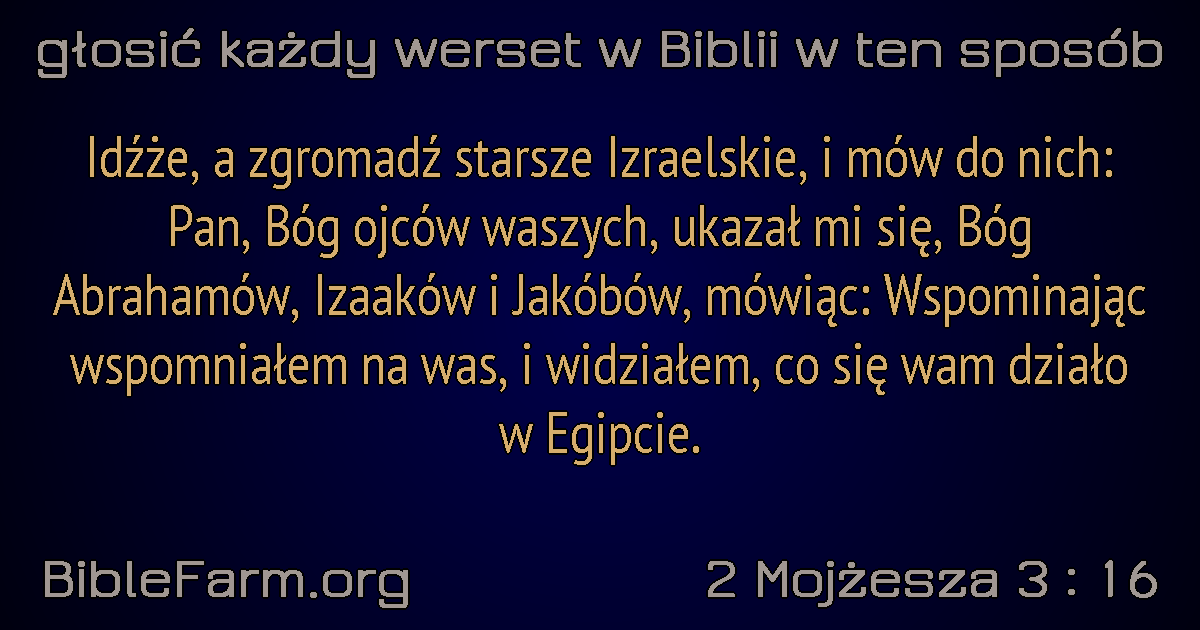 głosić każdy werset w Biblii w ten sposób
Idźże, a zgromadź starsze Izraelskie, i mów do nich:
Pan, Bóg ojców waszych, ukazał mi się, Bóg
Abrahamów, Izaaków i Jakóbów, mówiąc: Wspominając
wspomniałem na was, i widziałem, co się wam działo
w Egipcie.
BibleFarm.org
2 Mojżesza 3 : 16